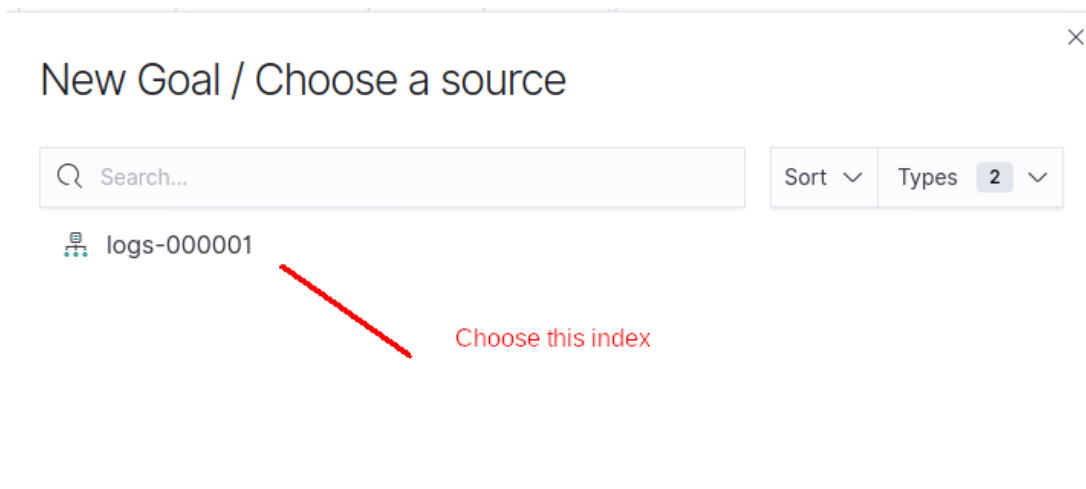 New Goal / Choose a source
Search...
Sort
Types 2
logs-000001
Choose this index